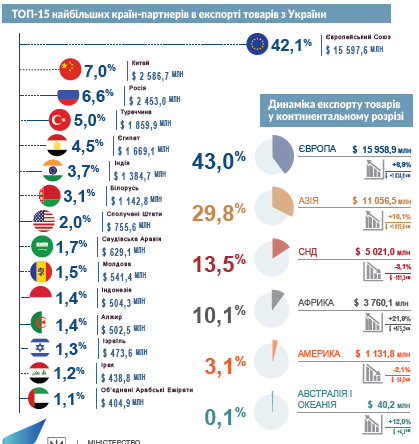 ТОП-15 найбільших країн-партнерів в експорті товарів з України
42,1%
Європейський Союз
$ 15 597,6 млн
7,0%
Китай
$ 2 586,7 млн
6,6%
Росія
$ 2 453,0 млн
5,0%
Туреччина
$ 1 859,9 млн
4,5%
Єгипет
$ 1 669,1 млн
3,7%
Індія
$ 1 384,7 млн
3,1%
Білорусь
$ 1 142,8 млн
2,0%
Сполучені Штати
$ 755,6 млн
1,7%
Саудівська Аравія
$ 629,1 млн
1,5%
Молдова
$ 541,4 млн
1,4%
Індонезія
$ 504,3 млн
1,4%
Алжир
$ 502,5 млн
1,3%
Ізраїль
$ 473,6 млн
1,2%
Ірак
$ 438,8 млн
1,1%
Об'єднані Арабські Емірати
$ 404,9 млн
Динаміка експорту товарів
у континентальному розрізі
43,0%
ЄВРОПА $ 15 958,9 млн
+8,8%
29,8%
АЗІЯ $ 11 056,5 млн
+10,1%
13,5%
СНД $ 5 021,0 млн
-3,1%
10,1%
АФРИКА $ 3 760,1 млн
+21,9%
3,1%
АМЕРИКА $ 1 131,8 млн
-2,1%
0,1%
АВСТРАЛІЯ І
ОКЕАНІЯ $ 40,2 млн
+12,0%
МІНІСТЕРСТВО